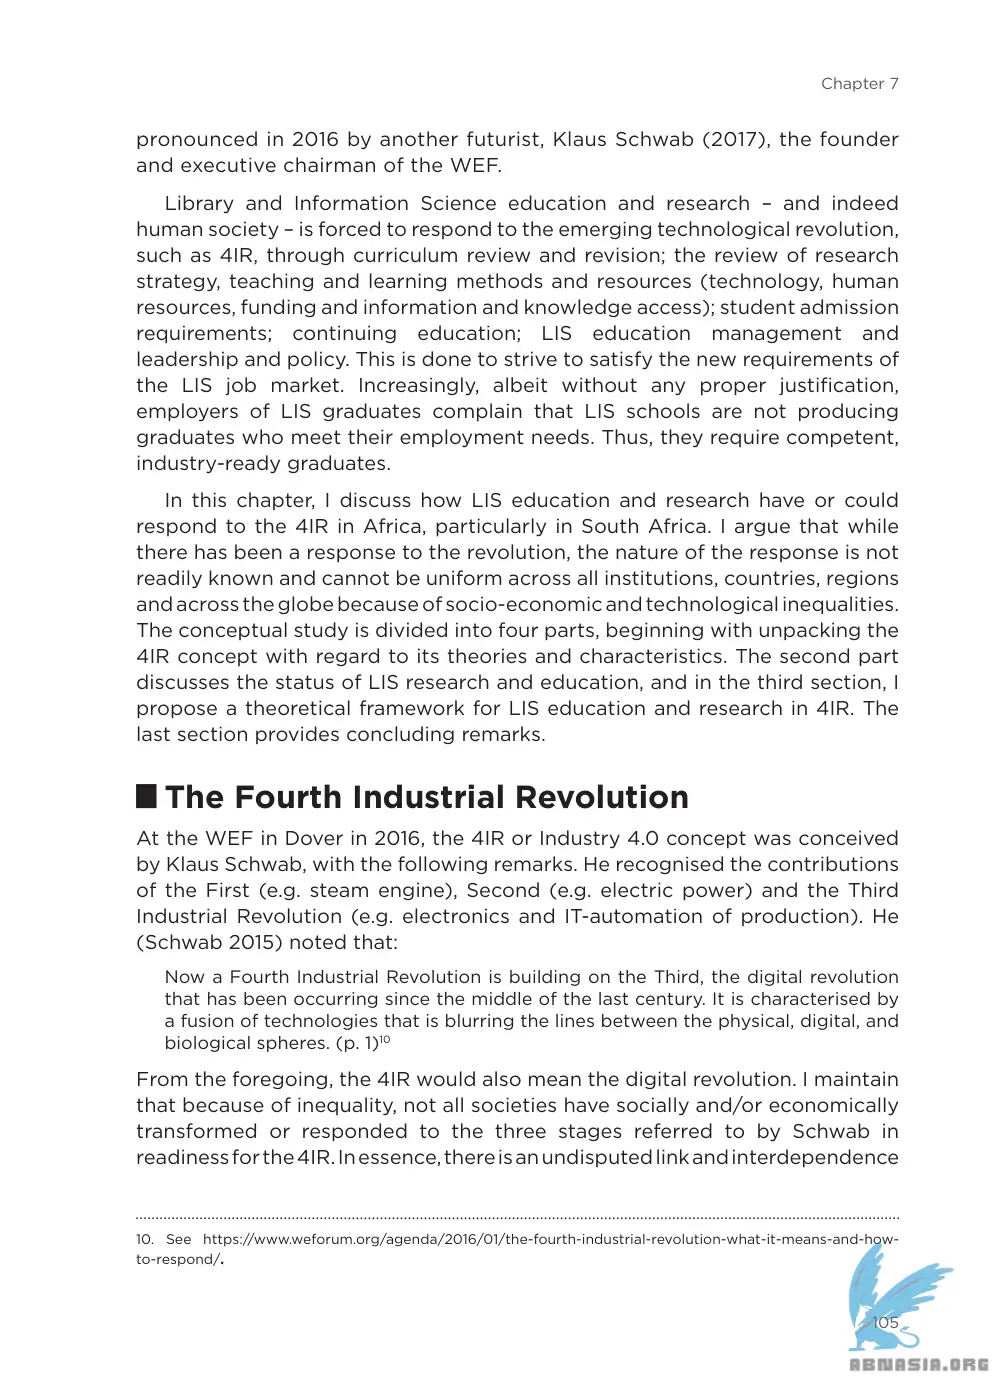 Chapter 7
pronounced in 2016 by another futurist, Klaus Schwab (2017), the founder
and executive chairman of the WEF.
Library and Information Science education and research – and indeed
human society – is forced to respond to the emerging technological revolution,
such as 4IR, through curriculum review and revision; the review of research
strategy, teaching and learning methods and resources (technology, human
resources, funding and information and knowledge access); student admission
requirements; continuing education; LIS education management and
leadership and policy. This is done to strive to satisfy the new requirements of
the LIS job market. Increasingly, albeit without any proper justification,
employers of LIS graduates complain that LIS schools are not producing
graduates who meet their employment needs. Thus, they require competent,
industry-ready graduates.
In this chapter, I discuss how LIS education and research have or could
respond to the 4IR in Africa, particularly in South Africa. I argue that while
there has been a response to the revolution, the nature of the response is not
readily known and cannot be uniform across all institutions, countries, regions
and across the globe because of socio-economic and technological inequalities.
The conceptual study is divided into four parts, beginning with unpacking the
4IR concept with regard to its theories and characteristics. The second part
discusses the status of LIS research and education, and in the third section, I
propose a theoretical framework for LIS education and research in 4IR. The
last section provides concluding remarks.
The Fourth Industrial Revolution
At the WEF in Dover in 2016, the 4IR or Industry 4.0 concept was conceived
by Klaus Schwab, with the following remarks. He recognised the contributions
of the First (e.g. steam engine), Second (e.g. electric power) and the Third
Industrial Revolution (e.g. electronics and IT-automation of production). He
(Schwab 2015) noted that:
Now a Fourth Industrial Revolution is building on the Third, the digital revolution
that has been occurring since the middle of the last century. It is characterised by
a fusion of technologies that is blurring the lines between the physical, digital, and
biological spheres. (p. 1)¹⁰
From the foregoing, the 4IR would also mean the digital revolution. I maintain
that because of inequality, not all societies have socially and/or economically
transformed or responded to the three stages referred to by Schwab in
readiness for the 4IR. In essence, there is an undisputed link and interdependence
10. See https://www.weforum.org/agenda/2016/01/the-fourth-industrial-revolution-what-it-means-and-how-
to-respond/.
105
ABNASIA.ORG